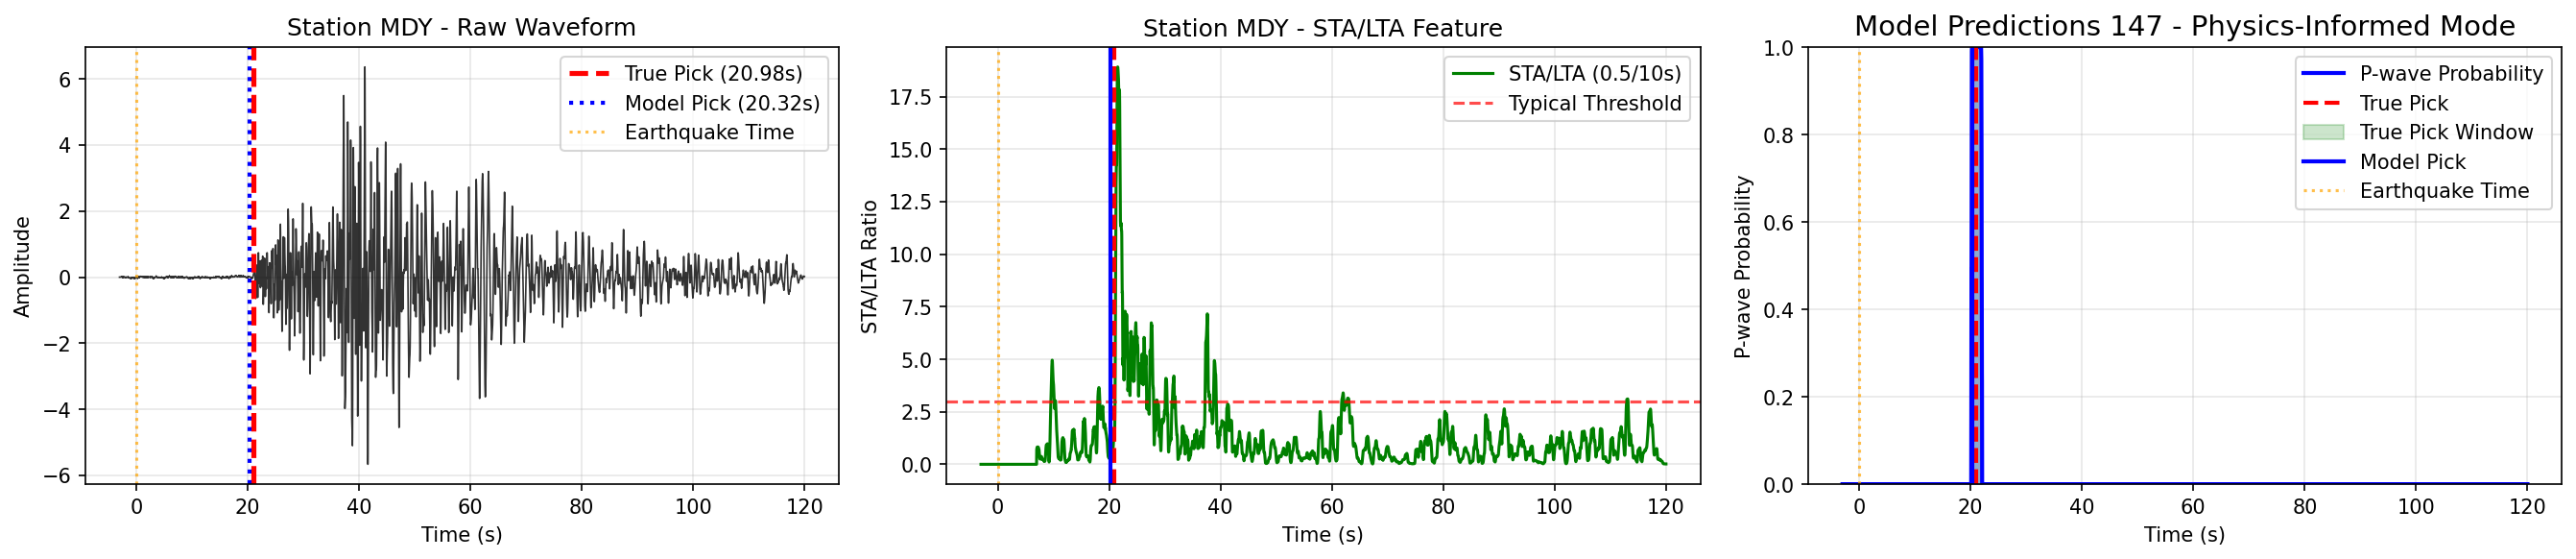 Station MDY - Raw Waveform
Amplitude
6
4
2
0
−2
−4
−6
0
20
40
60
80
100
120
Time (s)
True Pick (20.98s)
Model Pick (20.32s)
Earthquake Time
Station MDY - STA/LTA Feature
STA/LTA Ratio
17.5
15.0
12.5
10.0
7.5
5.0
2.5
0.0
0
20
40
60
80
100
120
Time (s)
STA/LTA (0.5/10s)
Typical Threshold
Model Predictions 147 - Physics-Informed Mode
P-wave Probability
1.0
0.8
0.6
0.4
0.2
0.0
0
20
40
60
80
100
120
Time (s)
P-wave Probability
True Pick
True Pick Window
Model Pick
Earthquake Time